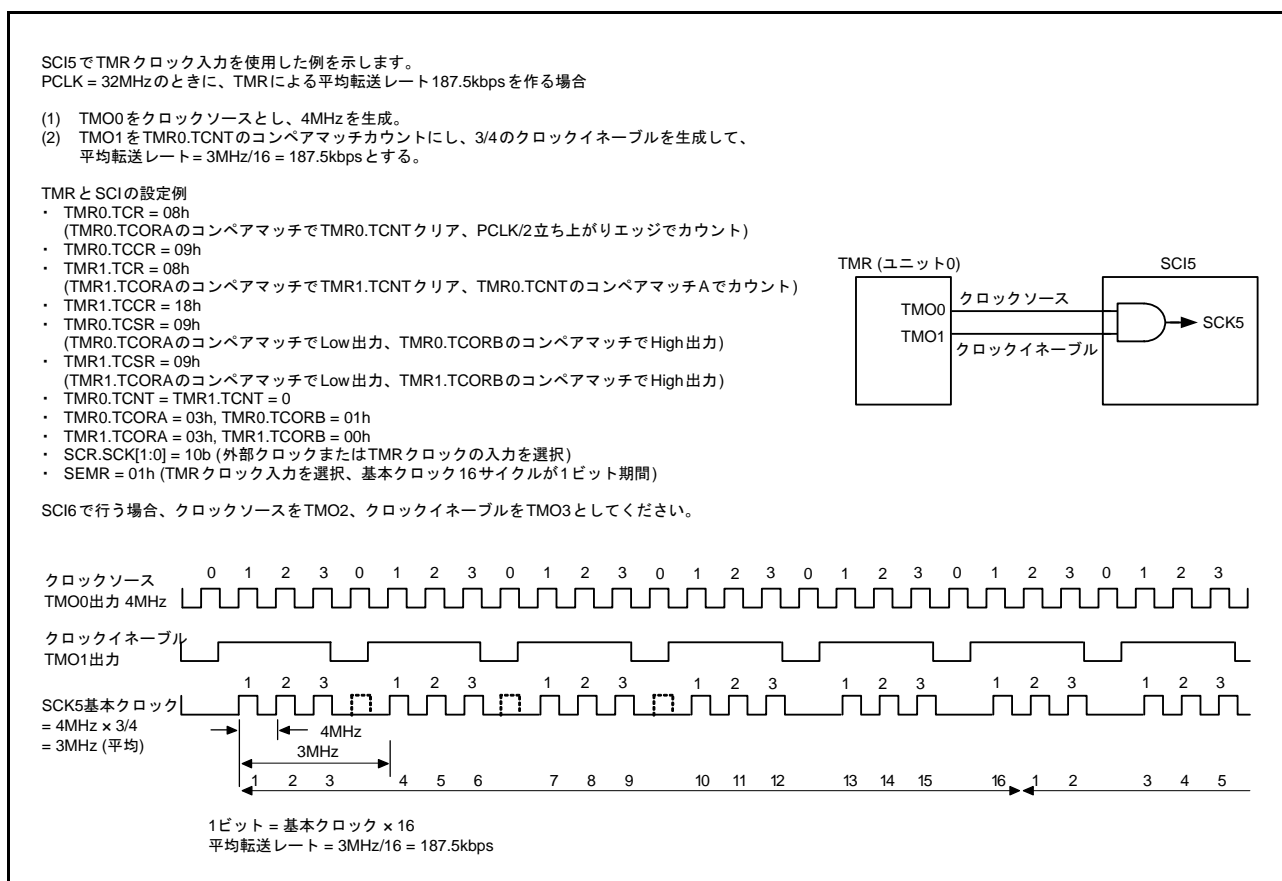 SCI5でTMRクロック入力を使用した例を示します。
PCLK = 32MHzのときに、TMRによる平均転送レート187.5kbpsを作る場合
(1) TMO0をクロックソースとし、4MHzを生成。
(2) TMO1をTMR0.TCNTのコンペアマッチカウントにし、3/4のクロックイネーブルを生成して、
平均転送レート= 3MHz/16 = 187.5kbpsとする。
TMRとSCIの設定例
・ TMR0.TCR = 08h
(TMR0.TCORAのコンペアマッチでTMR0.TCNTクリア、PCLK/2立ち上がりエッジでカウント)
・ TMR0.TCCR = 09h
・ TMR1.TCR = 08h
(TMR1.TCORAのコンペアマッチでTMR1.TCNTクリア、TMR0.TCNTのコンペアマッチAでカウント)
・ TMR1.TCCR = 18h
・ TMR0.TCSR = 09h
(TMR0.TCORAのコンペアマッチでLow出力、TMR0.TCORBのコンペアマッチでHigh出力)
・ TMR1.TCSR = 09h
(TMR1.TCORAのコンペアマッチでLow出力、TMR1.TCORBのコンペアマッチでHigh出力)
・ TMR0.TCNT = TMR1.TCNT = 0
・ TMR0.TCORA = 03h, TMR0.TCORB = 01h
・ TMR1.TCORA = 03h, TMR1.TCORB = 00h
・ SCR.SCK[1:0] = 10b (外部クロックまたはTMRクロックの入力を選択)
・ SEMR = 01h (TMRクロック入力を選択、基本クロック16サイクルが1ビット期間)
SCI6で行う場合、クロックソースをTMO2、クロックイネーブルをTMO3としてください。
TMR (ユニット0)
SCI5
TMO0
クロックソース
TMO1
クロックイネーブル
SCK5
クロックソース
TMO0出力 4MHz
0 1 2 3 0 1 2 3 0 1 2 3 0 1 2 3 0 1 2 3 0 1 2 3 0 1 2 3
クロックイネーブル
TMO1出力
1 2 3 1 2 3 1 2 3 1 2 3 1 2 3 1 2 3 1 2 3
SCK5基本クロック
= 4MHz x 3/4
= 3MHz (平均)
4MHz
3MHz
1 2 3 4 5 6 7 8 9 10 11 12 13 14 15 16 1 2 3 4 5
1ビット = 基本クロック × 16
平均転送レート = 3MHz/16 = 187.5kbps